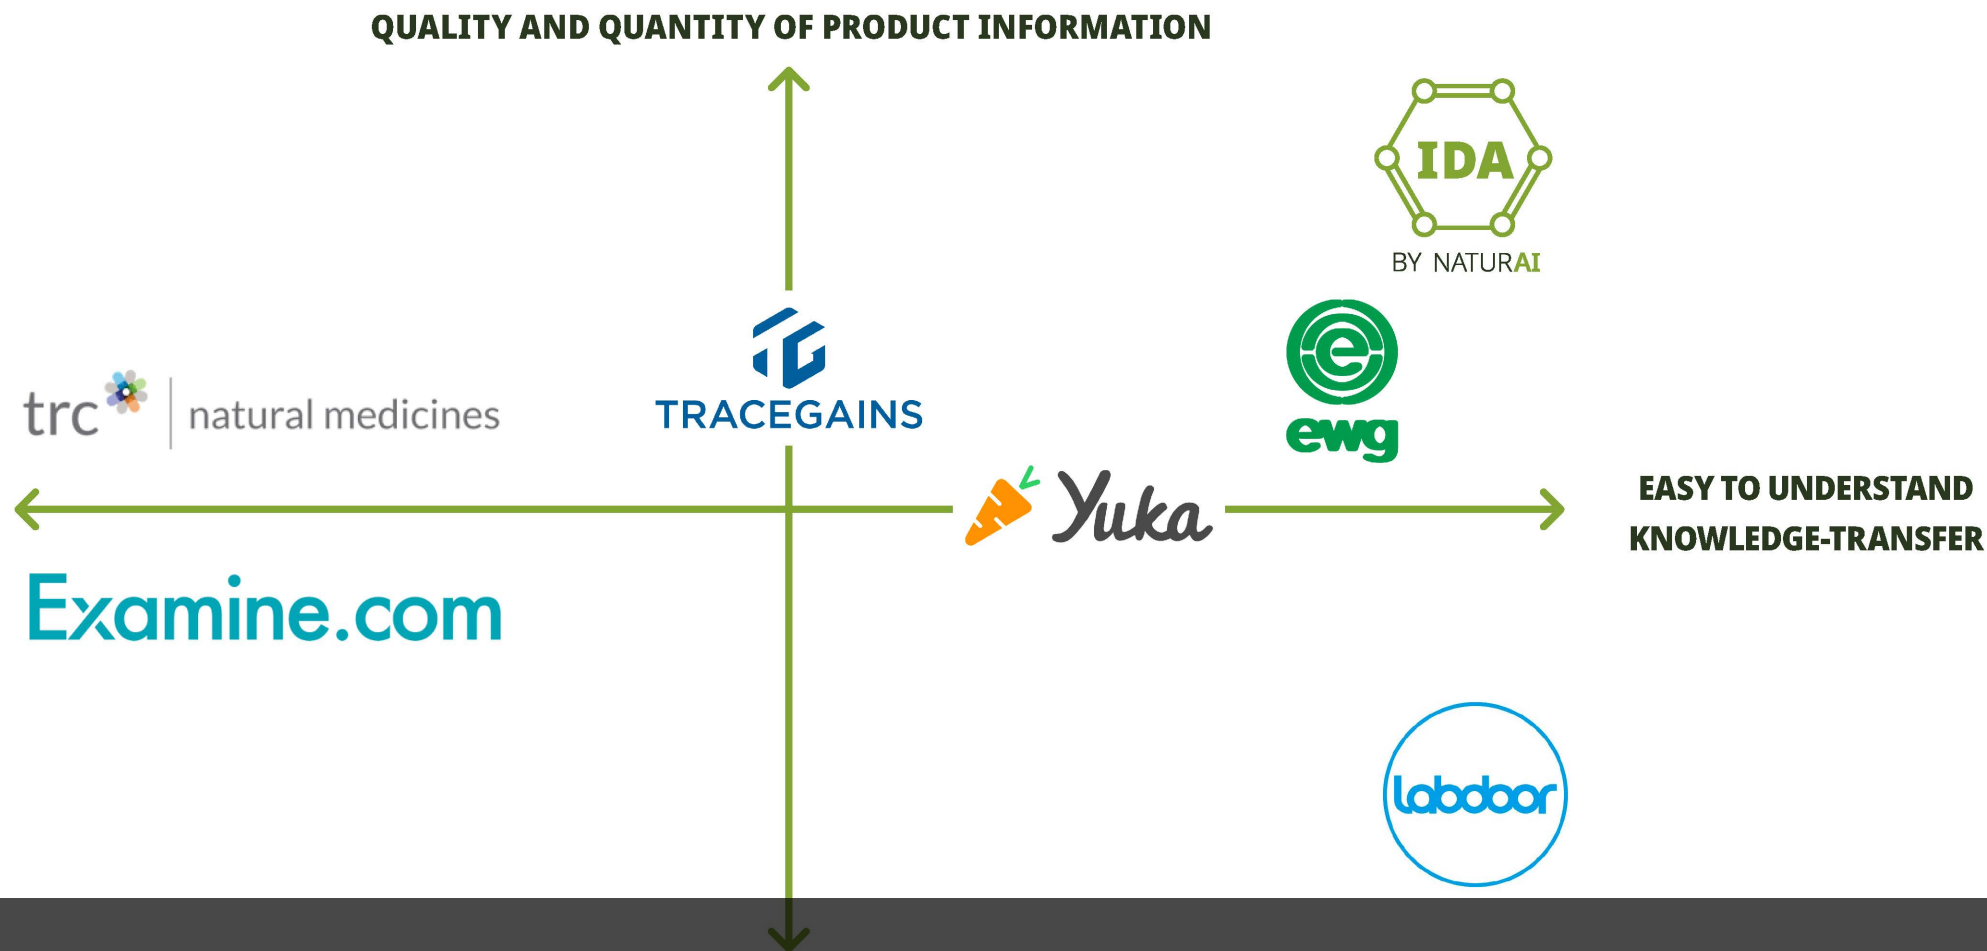 QUALITY AND QUANTITY OF PRODUCT INFORMATION
IDA
BY NATURAI
TRACEGAINS
e
ewg
trc | natural medicines
Yuka
EASY TO UNDERSTAND
KNOWLEDGE-TRANSFER
Examine.com
labdoor